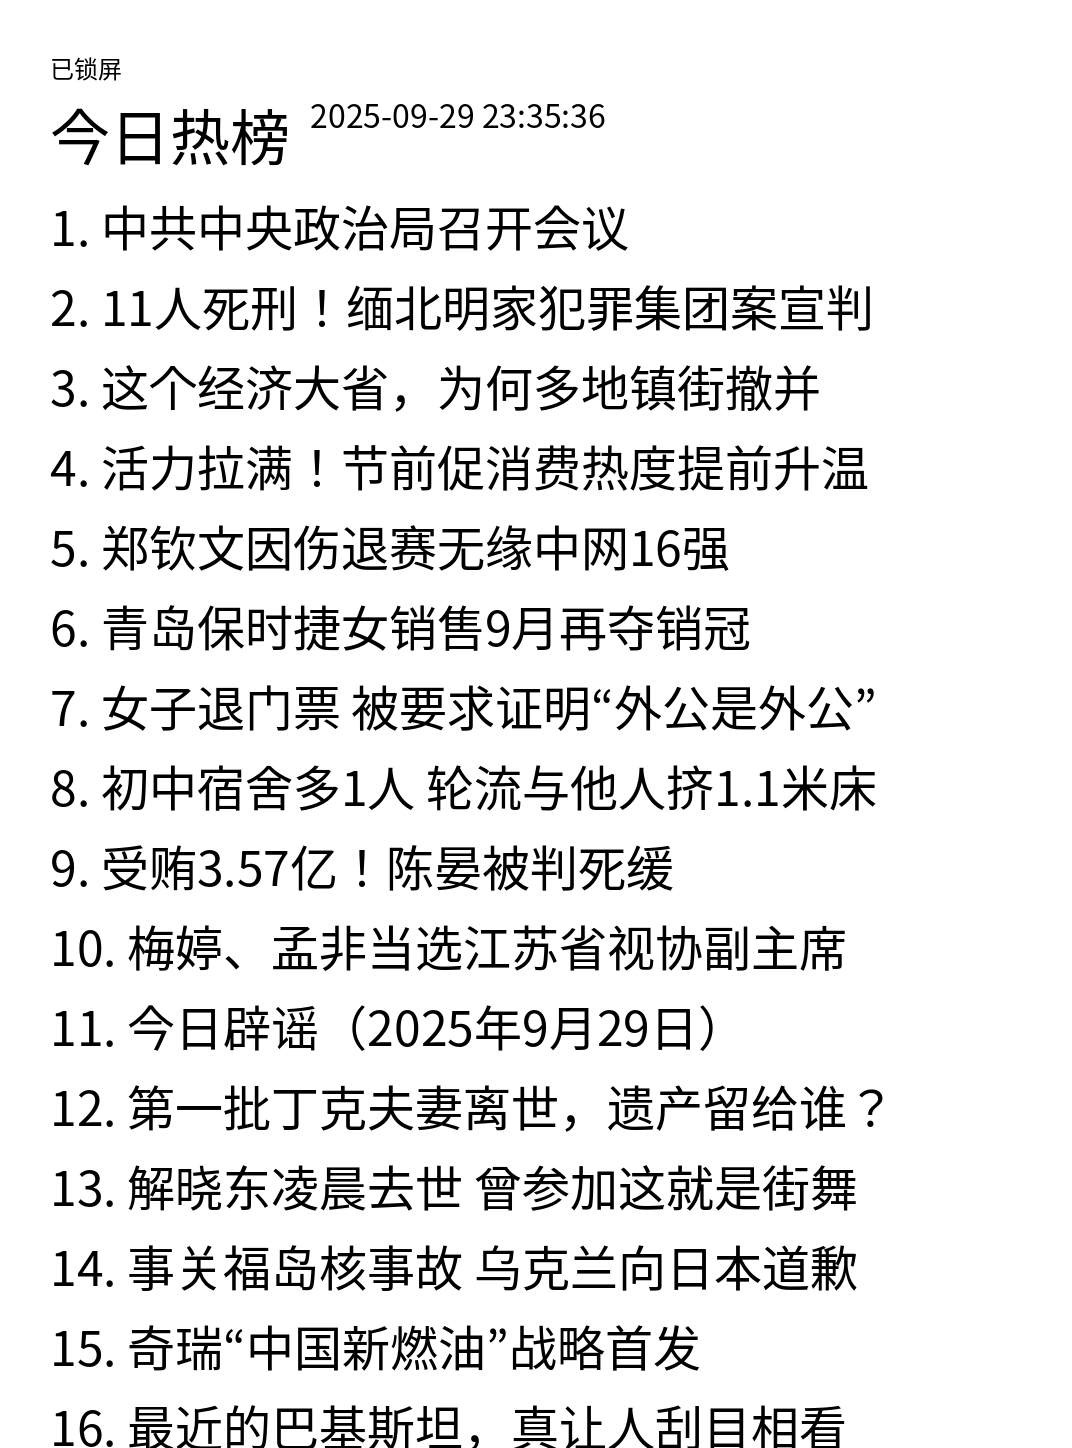 已锁屏
今日热榜 2025-09-29 23:35:36
1. 中共中央政治局召开会议
2. 11人死刑！缅北明家犯罪集团案宣判
3. 这个经济大省，为何多地镇街撤并
4. 活力拉满！节前促消费热度提前升温
5. 郑钦文因伤退赛无缘中网16强
6. 青岛保时捷女销售9月再夺销冠
7. 女子退门票 被要求证明“外公是外公”
8. 初中宿舍多1人 轮流与他人挤1.1米床
9. 受贿3.57亿！陈晏被判死缓
10. 梅婷、孟非当选江苏省视协副主席
11. 今日辟谣（2025年9月29日）
12. 第一批丁克夫妻离世，遗产留给谁？
13. 解晓东凌晨去世 曾参加这就是街舞
14. 事关福岛核事故 乌克兰向日本道歉
15. 奇瑞“中国新燃油”战略首发
16. 最近的巴基斯坦，真让人刮目相看